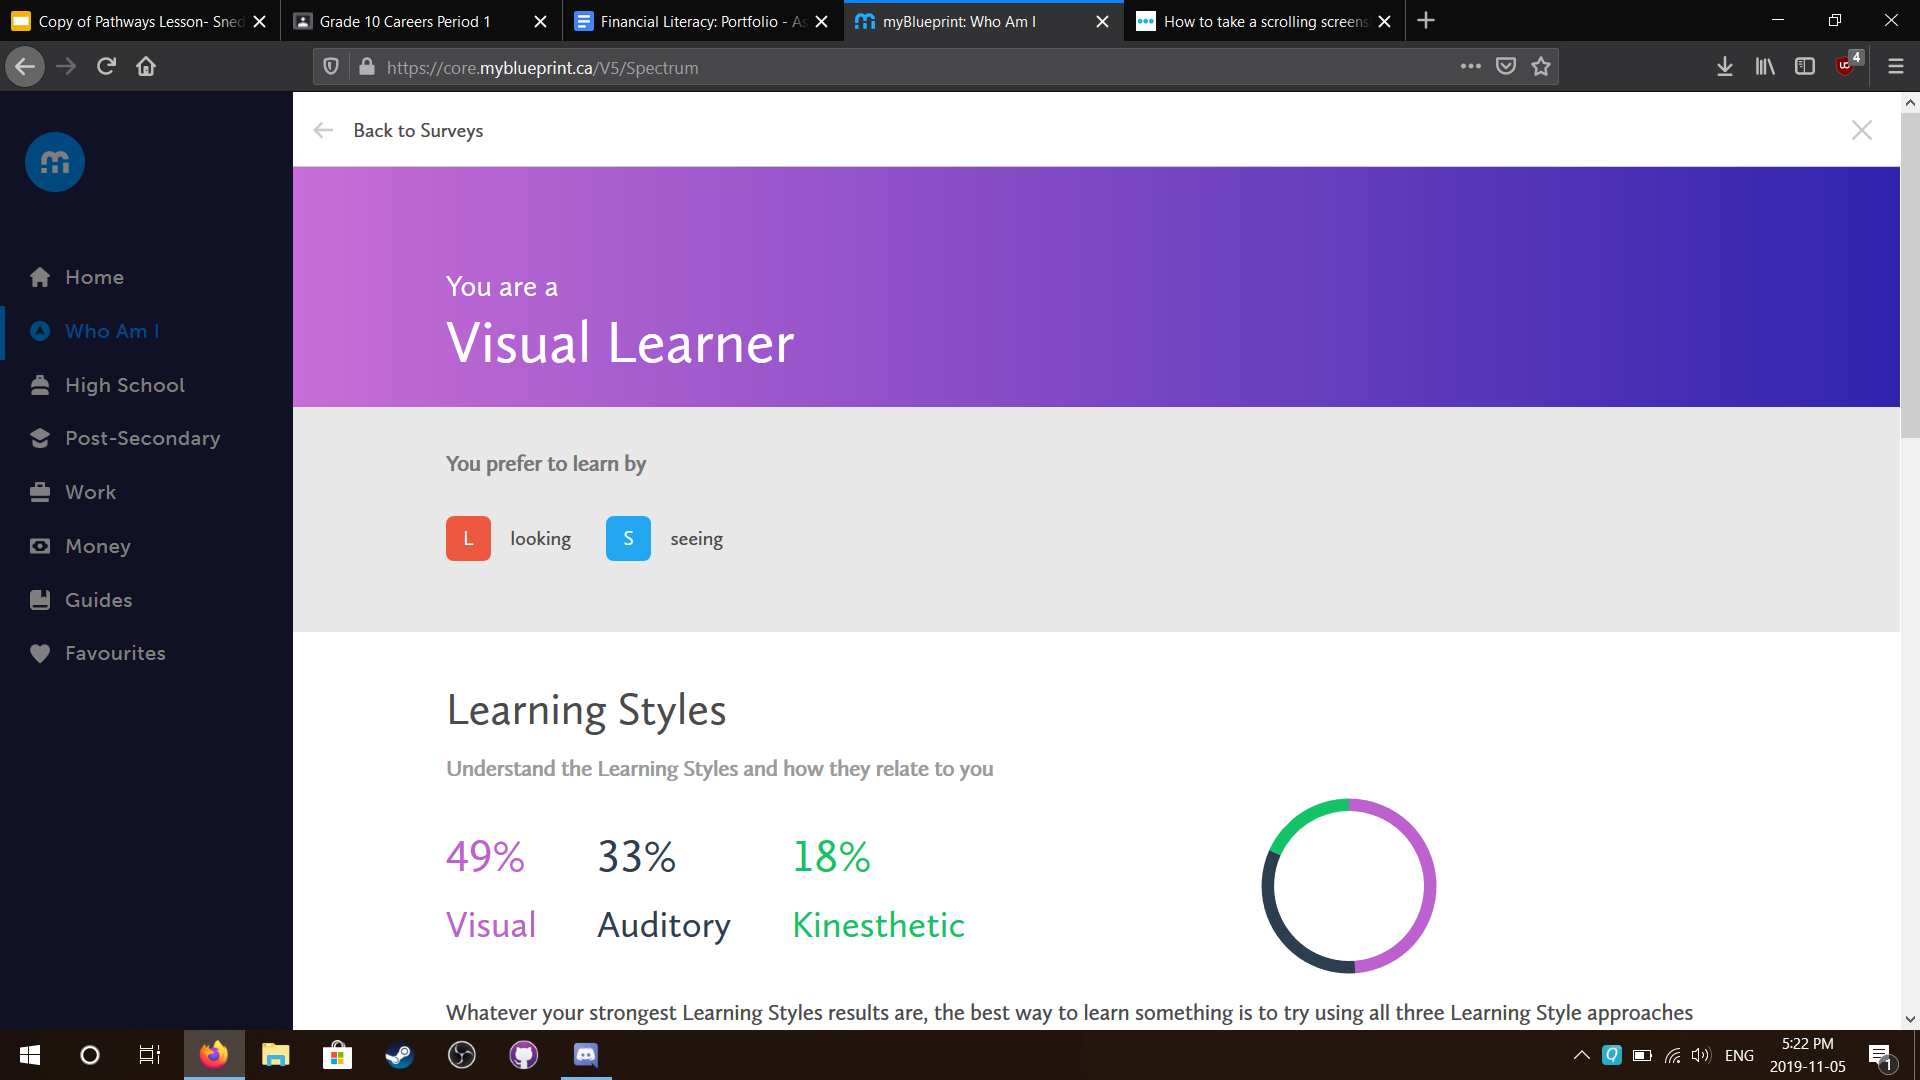 Copy of Pathways Lesson- Sned
Grade 10 Careers Period 1
Financial Literacy: Portfolio - As
myBlueprint: Who Am I
How to take a scrolling screens
https://core.myblueprint.ca/V5/Spectrum
4
Back to Surveys
Home
Who Am I
High School
Post-Secondary
Work
Money
Guides
Favourites
You are a
Visual Learner
You prefer to learn by
L looking S seeing
Learning Styles
Understand the Learning Styles and how they relate to you
49% 33% 18%
Visual Auditory Kinesthetic
Whatever your strongest Learning Styles results are, the best way to learn something is to try using all three Learning Style approaches
ENG
5:22 PM
2019-11-05
1